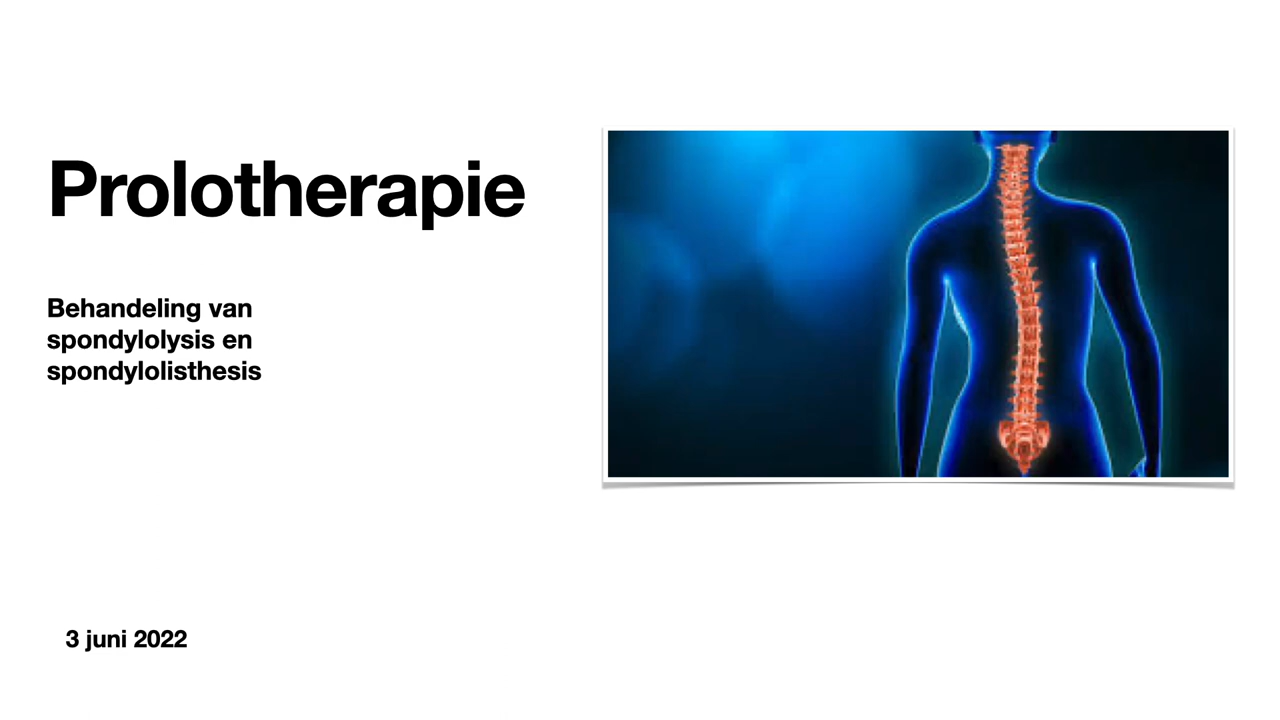 Prolotherapie
Behandeling van
spondylolysis en
spondylolisthesis
3 juni 2022